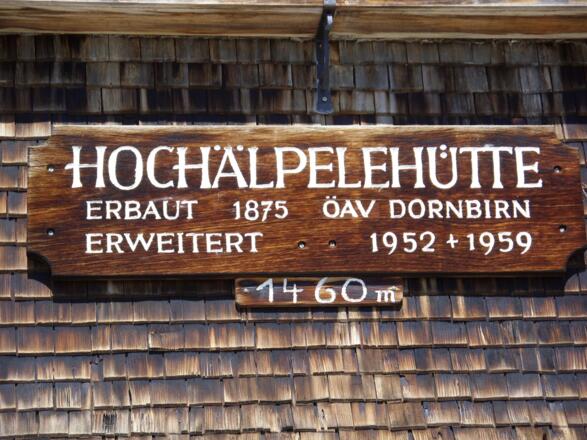 HOCHÄLPELEHÜTTE
ERBAUT 1875 ÖAV DORNBIRN
ERWEITERT 1952 + 1959
1460 m